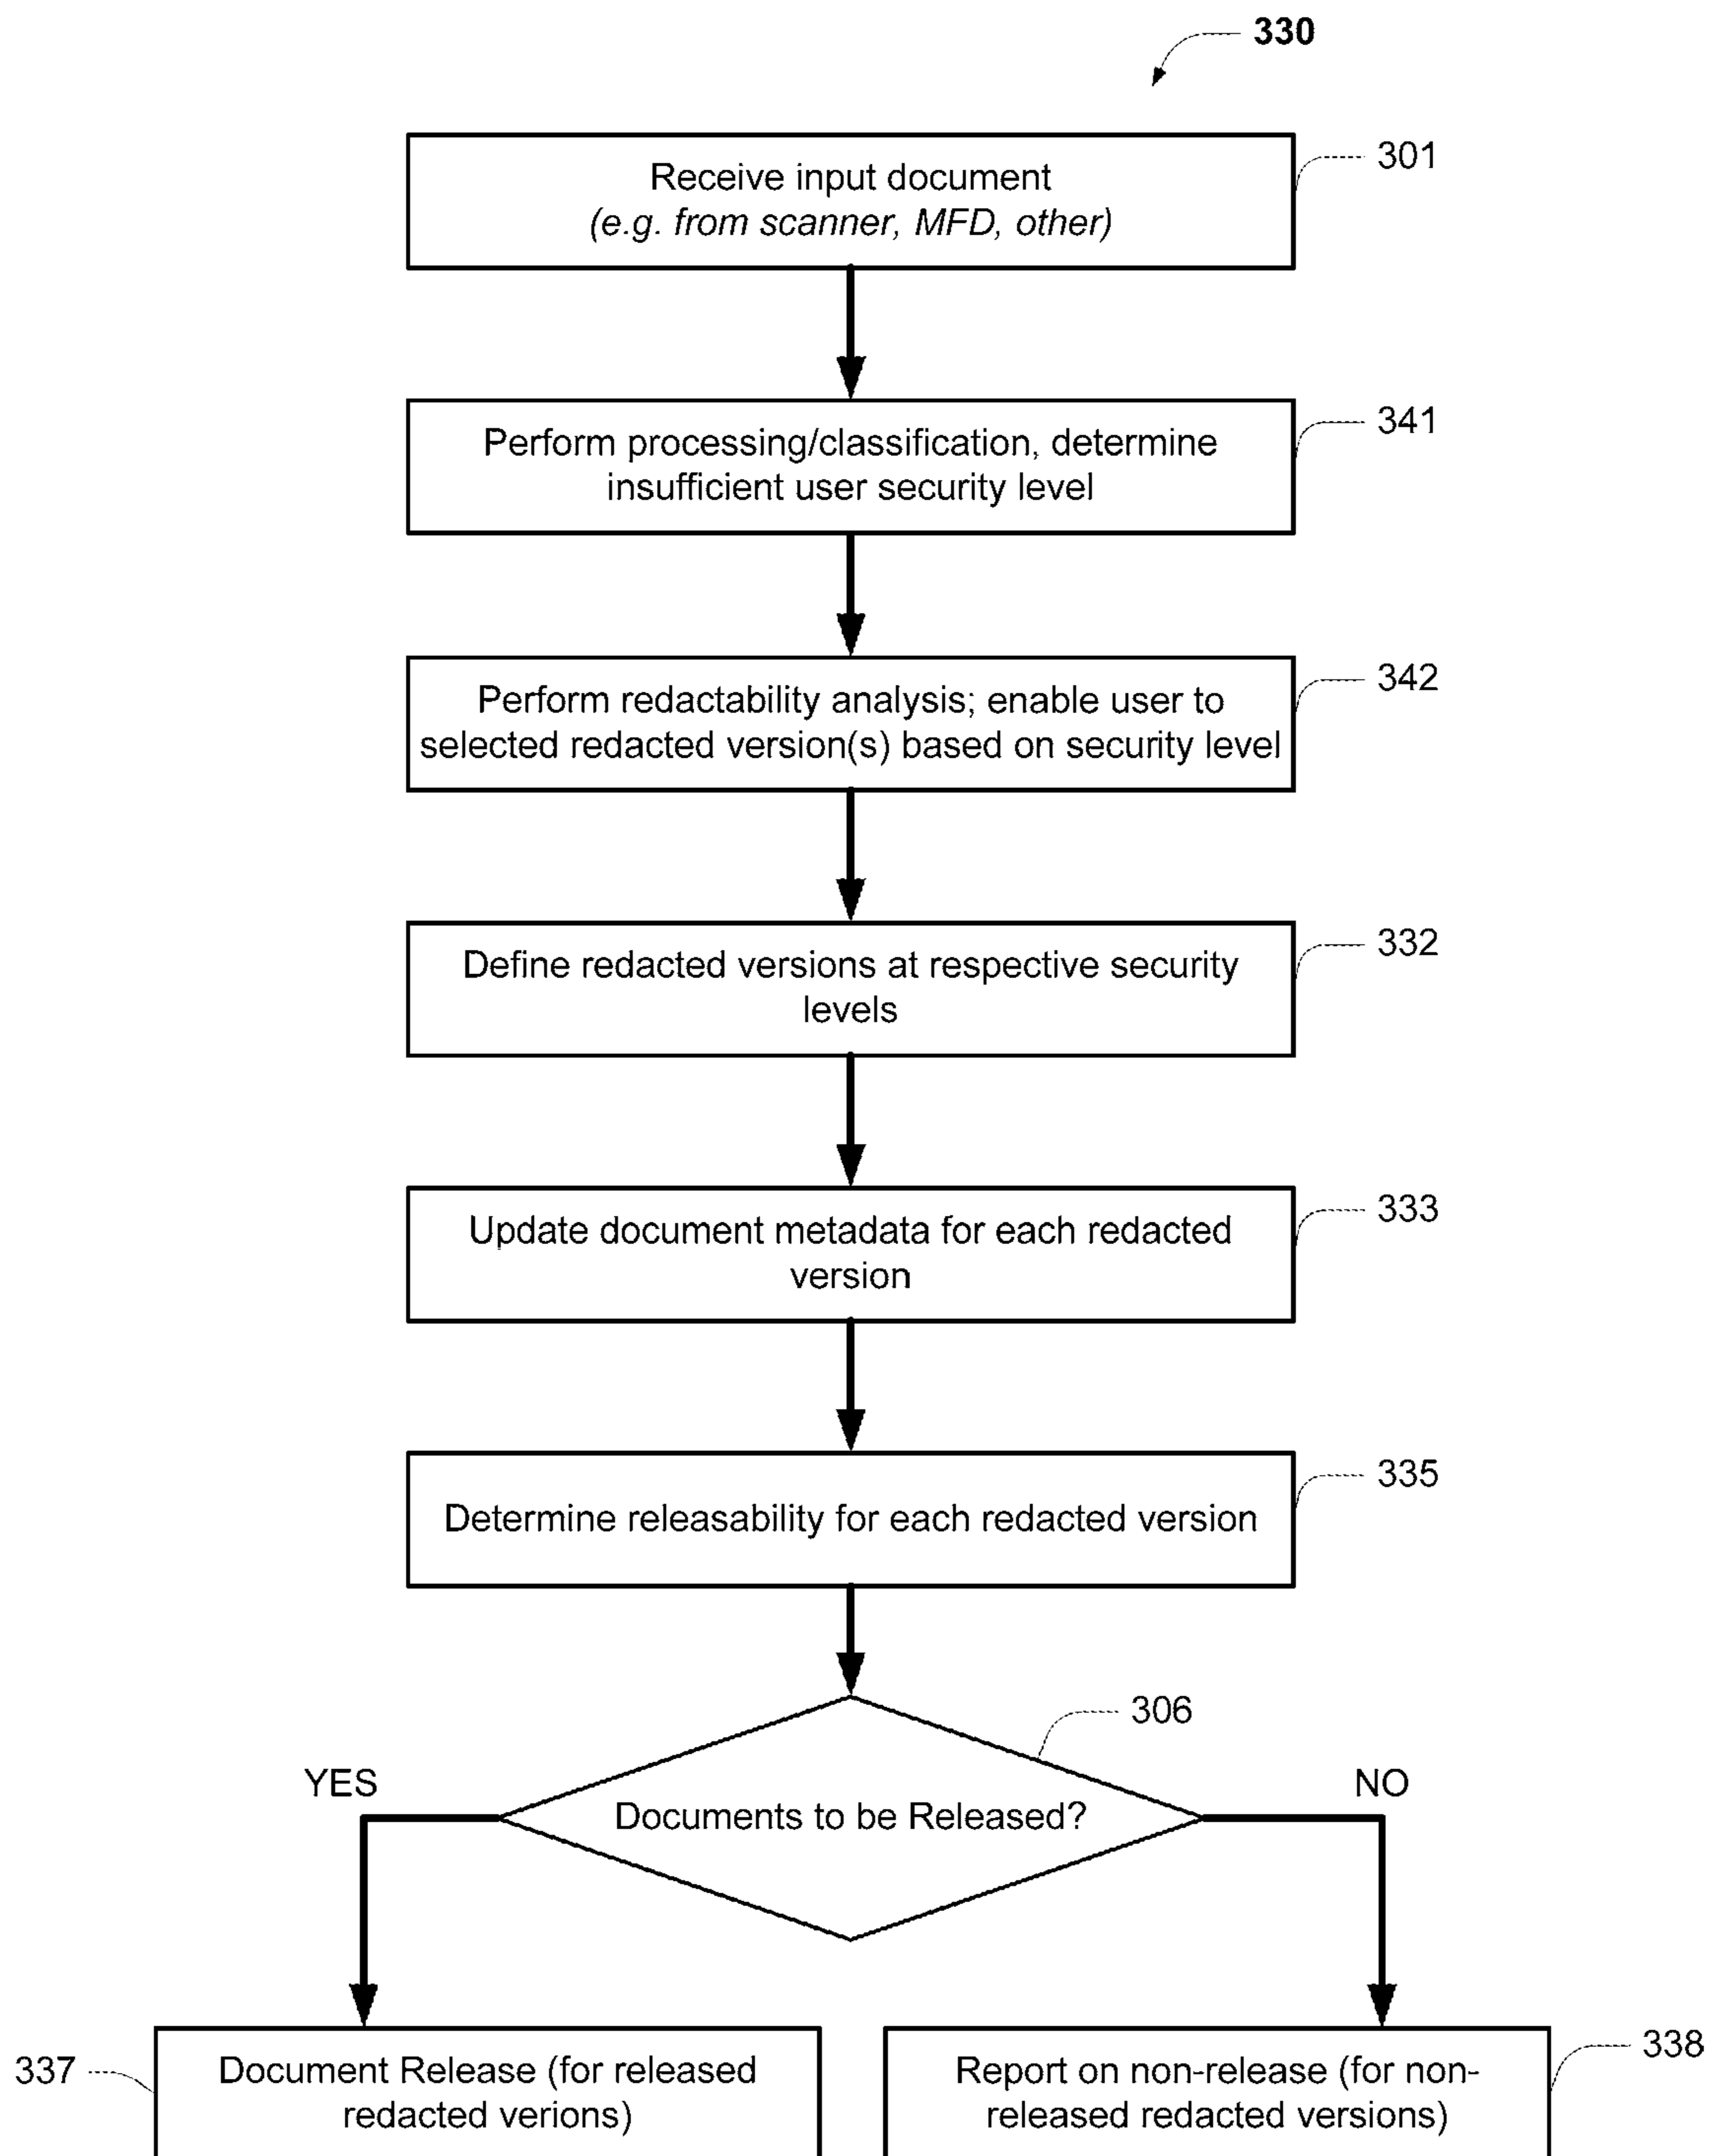 330
Receive input document
(e.g. from scanner, MFD, other)
301
Perform processing/classification, determine
insufficient user security level
341
Perform redactability analysis; enable user to
selected redacted version(s) based on security level
342
Define redacted versions at respective security
levels
332
Update document metadata for each redacted
version
333
Determine releasability for each redacted version
335
306
YES
Documents to be Released?
NO
337
Document Release (for released
redacted verions)
Report on non-release (for non-
released redacted versions)
338